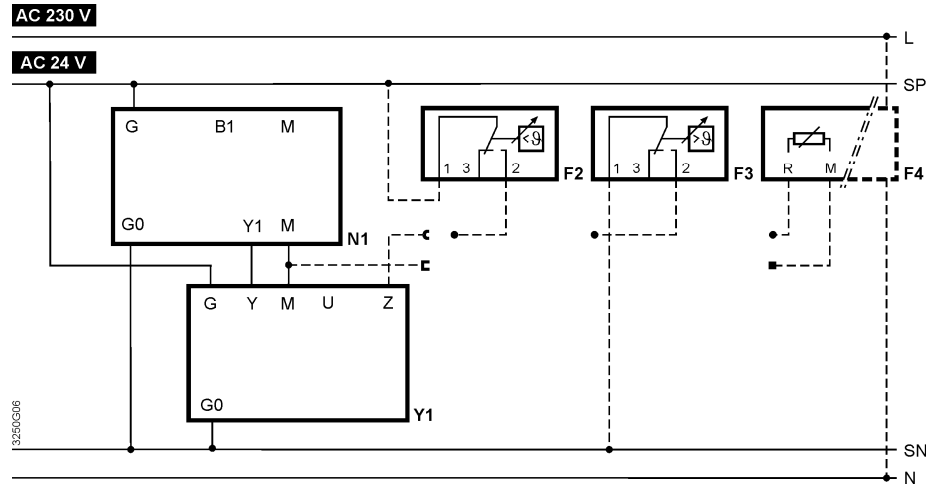 AC 230 V
L
AC 24 V
SP
G B1 M
G0 Y1 M
N1
<ϑ
1 3 2
F2
>ϑ
1 3 2
F3
R M
F4
G Y M U Z
G0
Y1
3250G06
SN
N